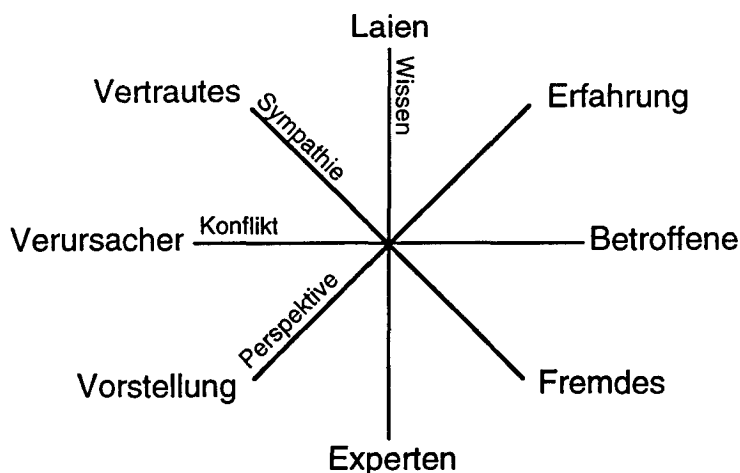 Laien
Wissen
Vertrautes
Sympathie
Erfahrung
Verursacher
Konflikt
Betroffene
Perspektive
Vorstellung
Fremdes
Experten